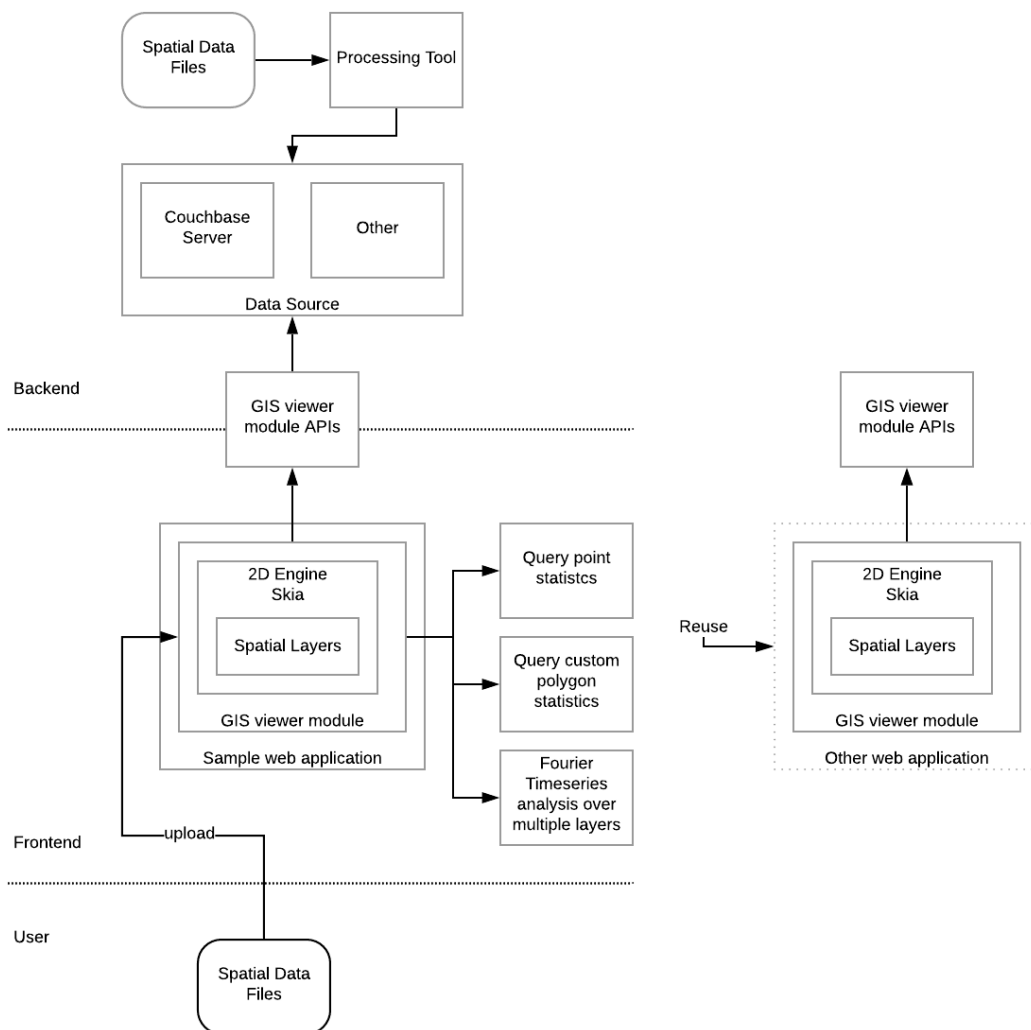 Spatial Data
Files
Processing Tool
Couchbase
Server
Other
Data Source
Backend
GIS viewer
module APIs
GIS viewer
module APIs
2D Engine
Skia
Spatial Layers
GIS viewer module
Sample web application
Query point
statistcs
Query custom
polygon
statistics
Fourier
Timeseries
analysis over
multiple layers
Reuse
2D Engine
Skia
Spatial Layers
GIS viewer module
Other web application
upload
Frontend
User
Spatial Data
Files